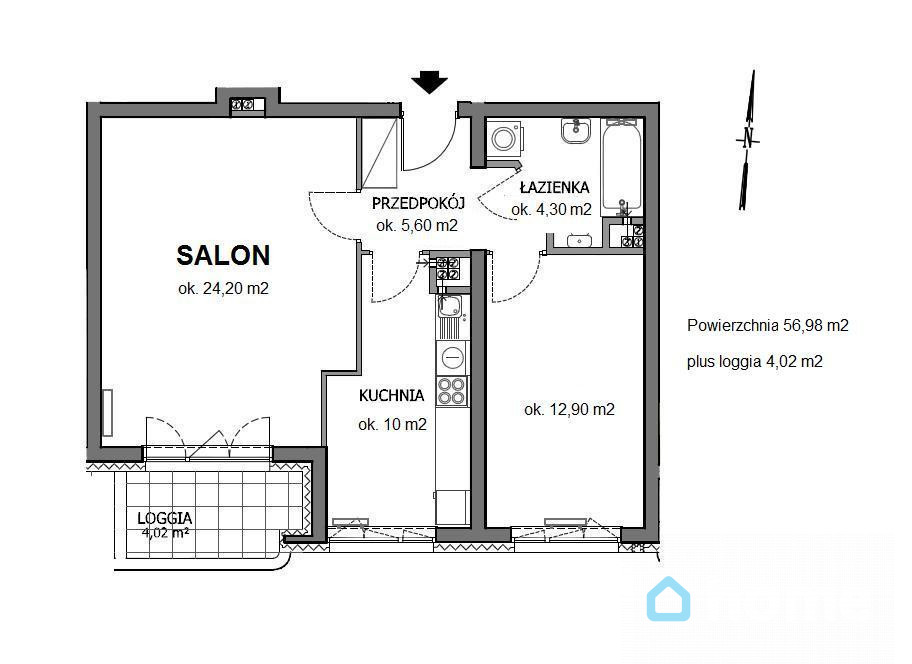 N
ŁAZIENKA
ok. 4,30 m2
PRZEDPOKÓJ
ok. 5,60 m2
SALON
ok. 24,20 m2
Powierzchnia 56,98 m2
plus loggia 4,02 m2
KUCHNIA
ok. 10 m2
ok. 12,90 m2
LOGGIA
4,02 m²